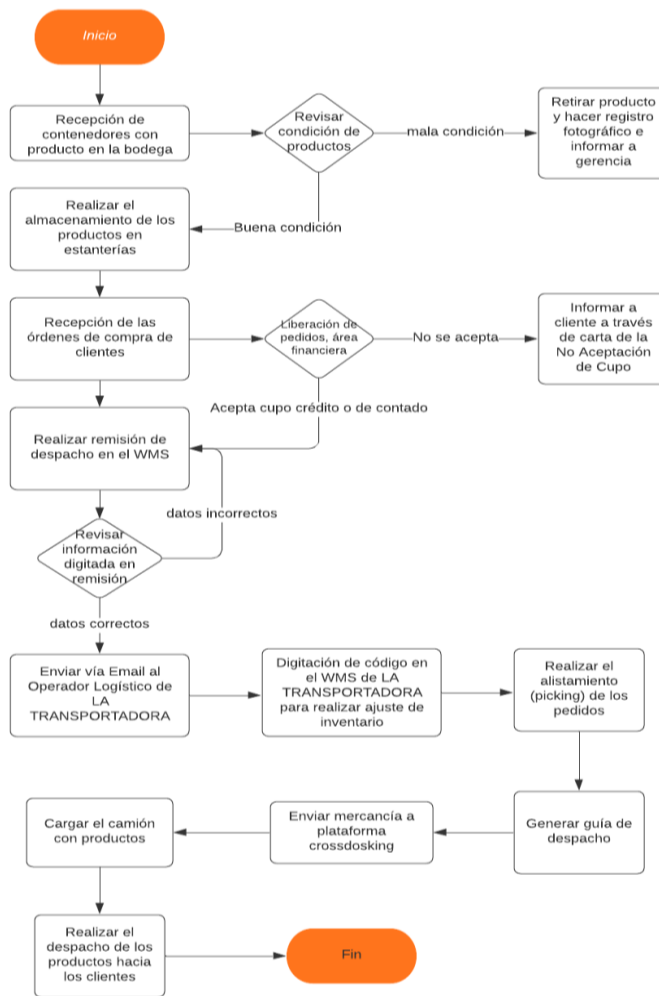 Inicio
Recepción de
contenedores con
producto en la bodega
Revisar
condición de
productos
mala condición
Retirar producto
y hacer registro
fotográfico e
informar a
gerencia
Realizar el
almacenamiento de los
productos en
estanterías
Buena condición
Recepción de las
órdenes de compra de
clientes
Liberación de
pedidos, área
financiera
No se acepta
Informar a
cliente a través
de carta de la
No Aceptación
de Cupo
Acepta cupo crédito o de contado
Realizar remisión de
despacho en el WMS
datos incorrectos
Revisar
información
digitada en
remisión
datos correctos
Enviar vía Email al
Operador Logístico de
LA
TRANSPORTADORA
Digitación de código en
el WMS de LA
TRANSPORTADORA
para realizar ajuste de
inventario
Realizar el
alistamiento
(picking) de los
pedidos
Generar guía de
despacho
Enviar mercancía a
plataforma
crossdosking
Cargar el camión
con productos
Realizar el
despacho de los
productos hacia
los clientes
Fin